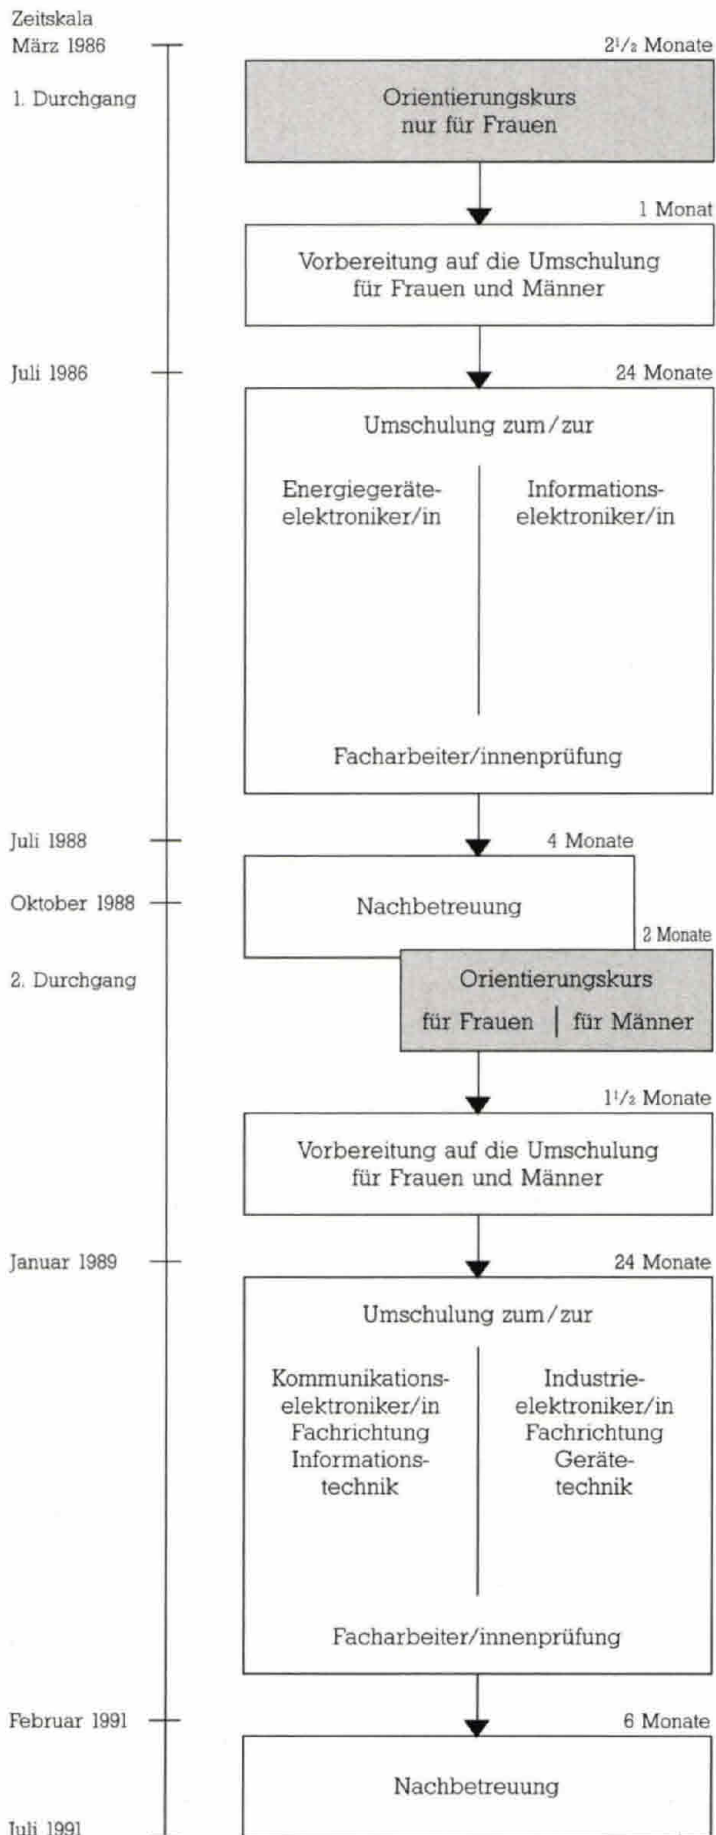 Zeitskala
März 1986
2½ Monate
1. Durchgang
Orientierungskurs
nur für Frauen
1 Monat
Vorbereitung auf die Umschulung
für Frauen und Männer
Juli 1986
24 Monate
Umschulung zum/zur
Energiegeräte-
elektroniker/in
Informations-
elektroniker/in
Facharbeiter/innenprüfung
Juli 1988
4 Monate
Oktober 1988
Nachbetreuung
2 Monate
2. Durchgang
Orientierungskurs
für Frauen | für Männer
1½ Monate
Vorbereitung auf die Umschulung
für Frauen und Männer
Januar 1989
24 Monate
Umschulung zum/zur
Kommunikations-
elektroniker/in
Fachrichtung
Informations-
technik
Industrie-
elektroniker/in
Fachrichtung
Geräte-
technik
Facharbeiter/innenprüfung
Februar 1991
6 Monate
Nachbetreuung
Juli 1991